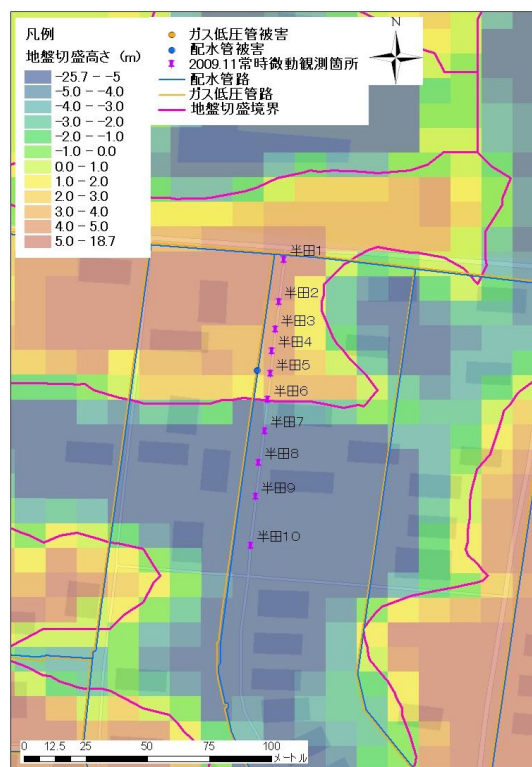 凡例
地盤切盛高さ (m)
-25.7 - -5
-5.0 - -4.0
-4.0 - -3.0
-3.0 - -2.0
-2.0 - -1.0
-1.0 - 0.0
0.0 - 1.0
1.0 - 2.0
2.0 - 3.0
3.0 - 4.0
4.0 - 5.0
5.0 - 18.7
ガス低圧管被害
配水管被害
2009.11常時微動観測箇所
配水管路
ガス低圧管路
地盤切盛境界
N
半田1
半田2
半田3
半田4
半田5
半田6
半田7
半田8
半田9
半田10
0 12.5 25 50 75 100
メートル